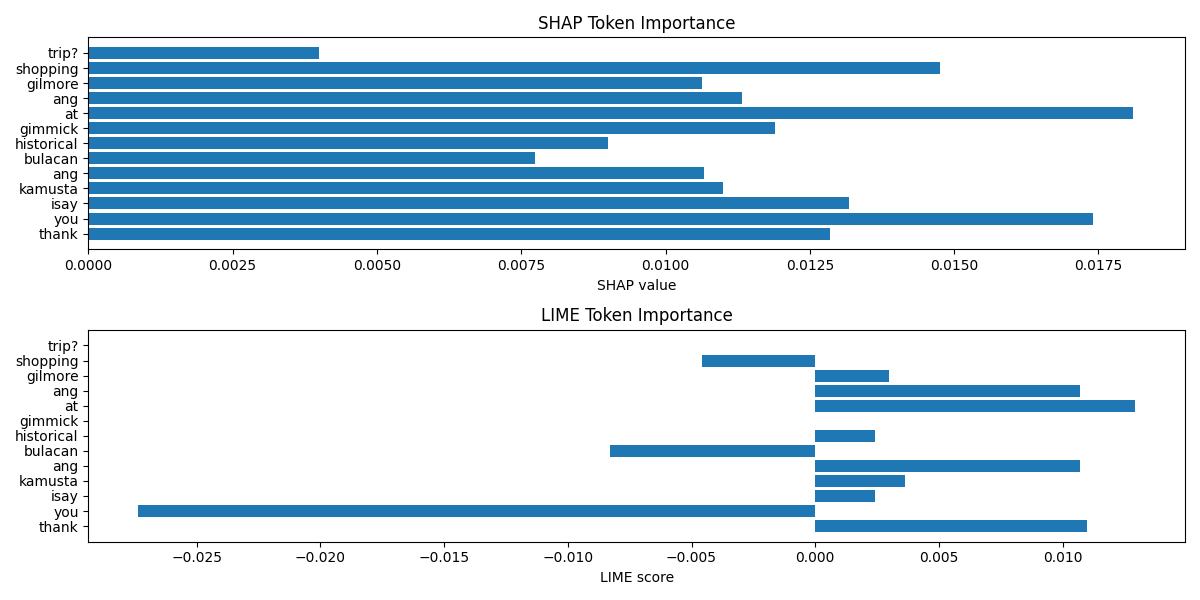 SHAP Token Importance
trip?
shopping
gilmore
ang
at
gimmick
historical
bulacan
ang
kamusta
isay
you
thank
0.0000 0.0025 0.0050 0.0075 0.0100 0.0125 0.0150 0.0175
SHAP value
LIME Token Importance
trip?
shopping
gilmore
ang
at
gimmick
historical
bulacan
ang
kamusta
isay
you
thank
−0.025 −0.020 −0.015 −0.010 −0.005 0.000 0.005 0.010
LIME score